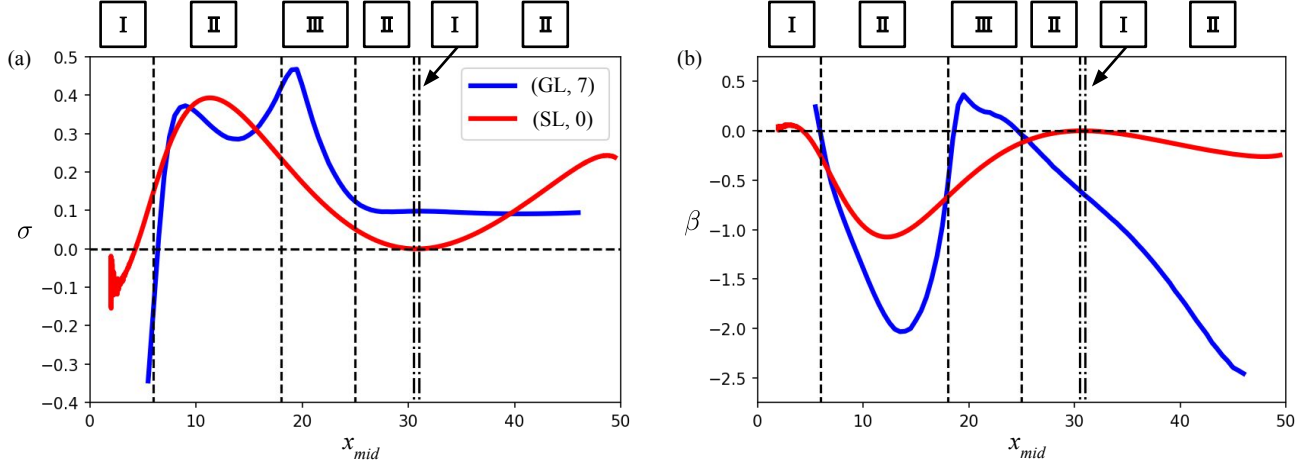 I II III II I II
I II III II I II
(a)
0.5
0.4
0.3
0.2
0.1
0.0
−0.1
−0.2
−0.3
−0.4
σ
(GL, 7)
(SL, 0)
0 10 20 30 40 50
x_mid
(b)
0.5
0.0
−0.5
−1.0
−1.5
−2.0
−2.5
β
0 10 20 30 40 50
x_mid